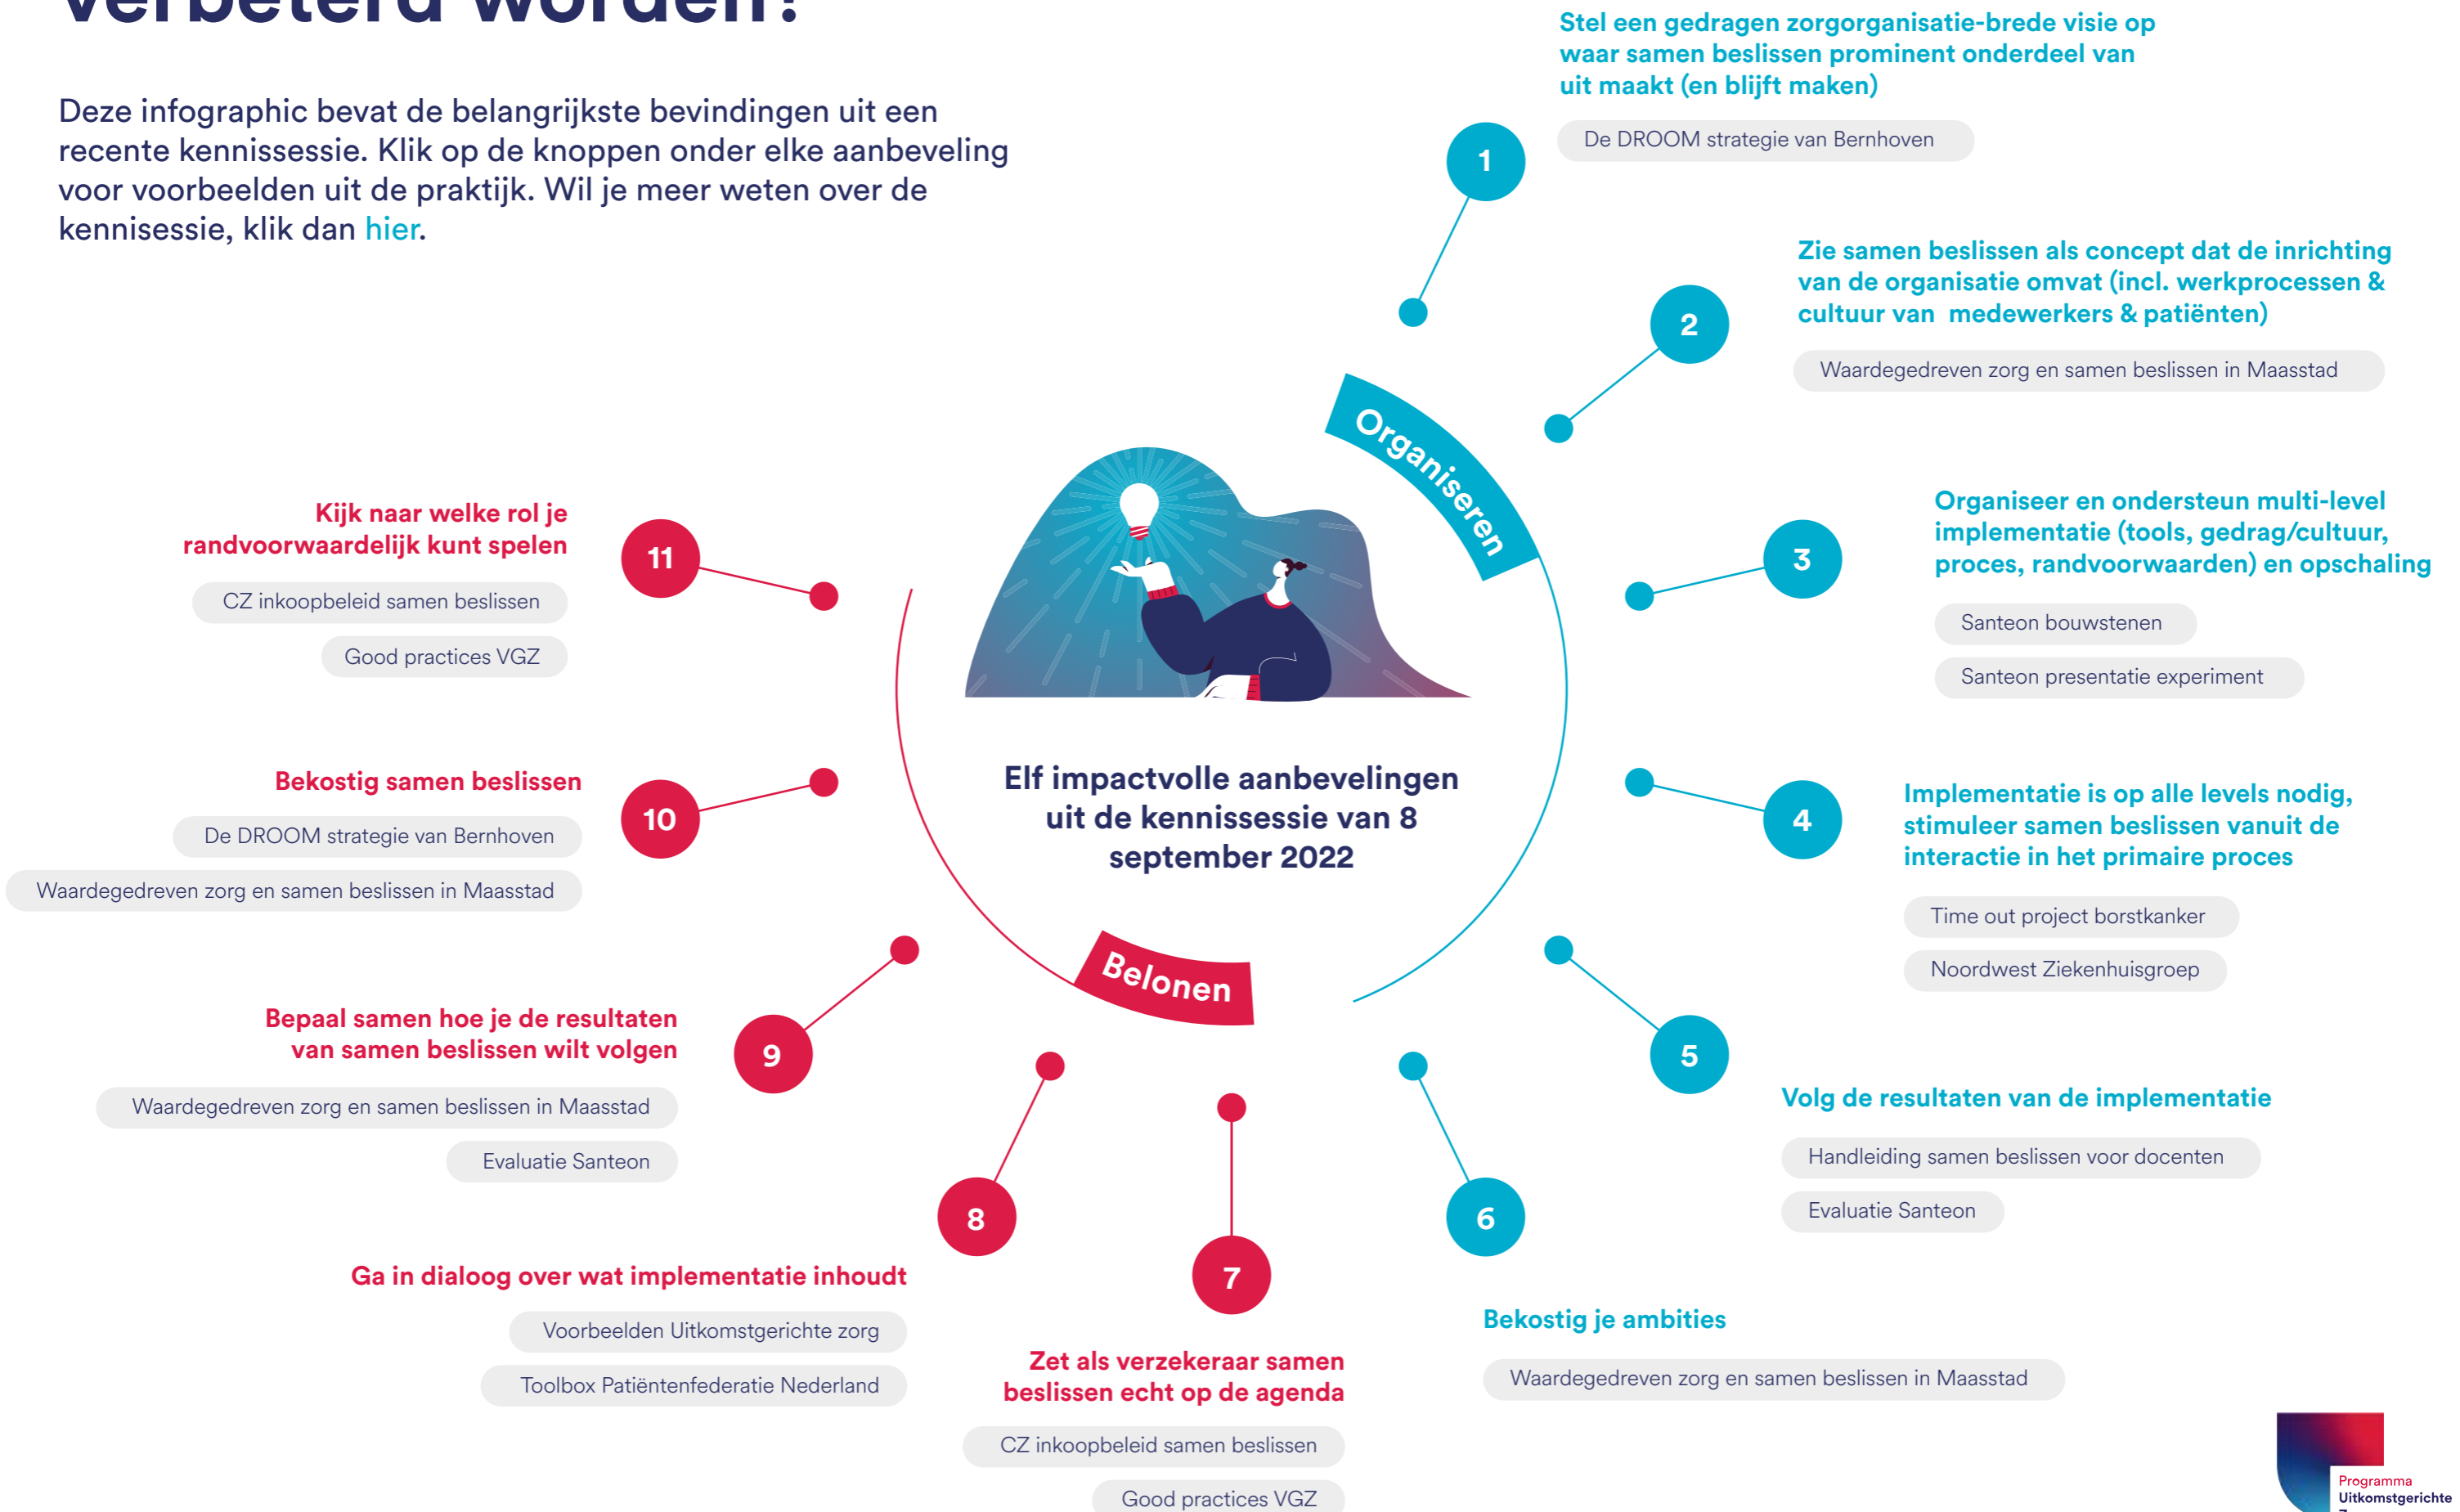 verbeterd worden?
Deze infographic bevat de belangrijkste bevindingen uit een
recente kennissessie. Klik op de knoppen onder elke aanbeveling
voor voorbeelden uit de praktijk. Wil je meer weten over de
kennisessie, klik dan hier.
Stel een gedragen zorgorganisatie-brede visie op
waar samen beslissen prominent onderdeel van
uit maakt (en blijft maken)
De DROOM strategie van Bernhoven
1
Zie samen beslissen als concept dat de inrichting
van de organisatie omvat (incl. werkprocessen &
cultuur van medewerkers & patiënten)
Waardegedreven zorg en samen beslissen in Maasstad
2
Organiseren
Organiseer en ondersteun multi-level
implementatie (tools, gedrag/cultuur,
proces, randvoorwaarden) en opschaling
Santeon bouwstenen
Santeon presentatie experiment
3
Implementatie is op alle levels nodig,
stimuleer samen beslissen vanuit de
interactie in het primaire proces
Time out project borstkanker
Noordwest Ziekenhuisgroep
4
5
Volg de resultaten van de implementatie
Handleiding samen beslissen voor docenten
Evaluatie Santeon
6
Bekostig je ambities
Waardegedreven zorg en samen beslissen in Maasstad
Elf impactvolle aanbevelingen
uit de kennissessie van 8
september 2022
Belonen
7
Zet als verzekeraar samen
beslissen echt op de agenda
CZ inkoopbeleid samen beslissen
Good practices VGZ
8
Ga in dialoog over wat implementatie inhoudt
Voorbeelden Uitkomstgerichte zorg
Toolbox Patiëntenfederatie Nederland
9
Bepaal samen hoe je de resultaten
van samen beslissen wilt volgen
Waardegedreven zorg en samen beslissen in Maasstad
Evaluatie Santeon
10
Bekostig samen beslissen
De DROOM strategie van Bernhoven
Waardegedreven zorg en samen beslissen in Maasstad
11
Kijk naar welke rol je
randvoorwaardelijk kunt spelen
CZ inkoopbeleid samen beslissen
Good practices VGZ
Programma
Uitkomstgerichte